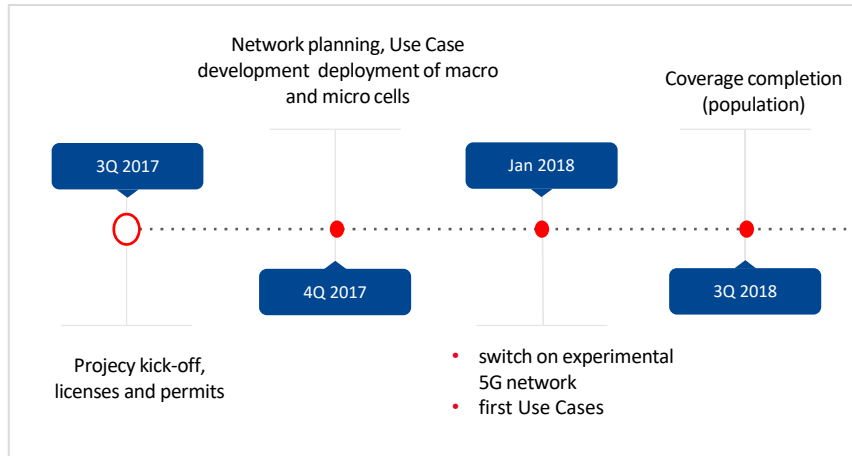 Network planning, Use Case
development deployment of macro
and micro cells
Coverage completion
(population)
3Q 2017
Jan 2018
4Q 2017
3Q 2018
Projecy kick-off,
licenses and permits
• switch on experimental
5G network
• first Use Cases